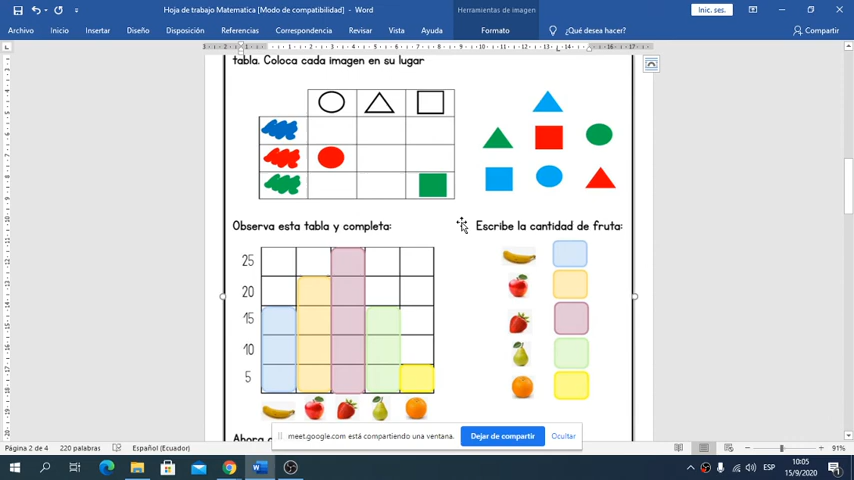 Hoja de trabajo Matematica [Modo de compatibilidad] - Word
Herramientas de imagen
Inic. ses.
Archivo Inicio Insertar Diseño Disposición Referencias Correspondencia Revisar Vista Ayuda Formato ¿Qué desea hacer? Compartir
tabla. Coloca cada imagen en su lugar
Observa esta tabla y completa:
Escribe la cantidad de fruta:
25
20
15
10
5
meet.google.com está compartiendo una ventana. Dejar de compartir Ocultar
Página 2 de 4 220 palabras Español (Ecuador) 91%
ESP
10:05
15/9/2020